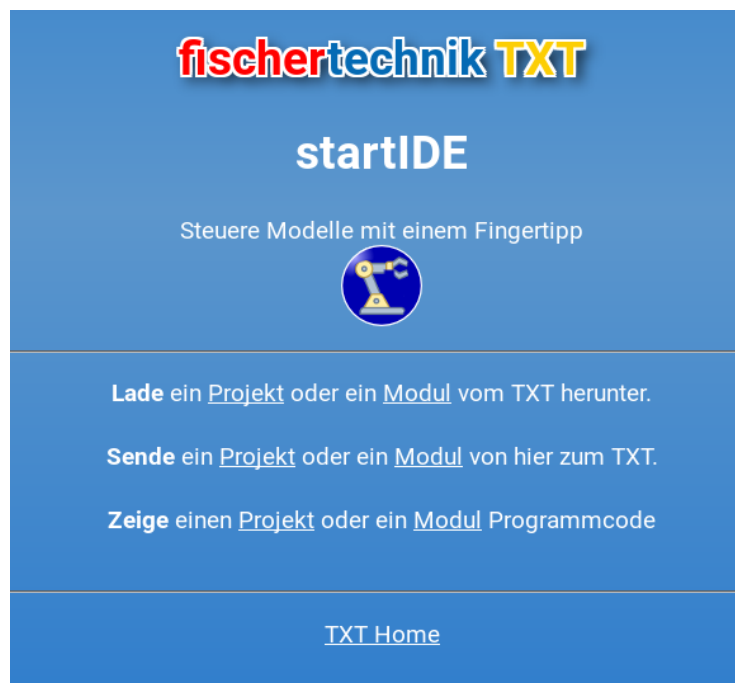 fischertechnik TXT
startIDE
Steuere Modelle mit einem Fingertipp
Lade ein Projekt oder ein Modul vom TXT herunter.
Sende ein Projekt oder ein Modul von hier zum TXT.
Zeige einen Projekt oder ein Modul Programmcode
TXT Home